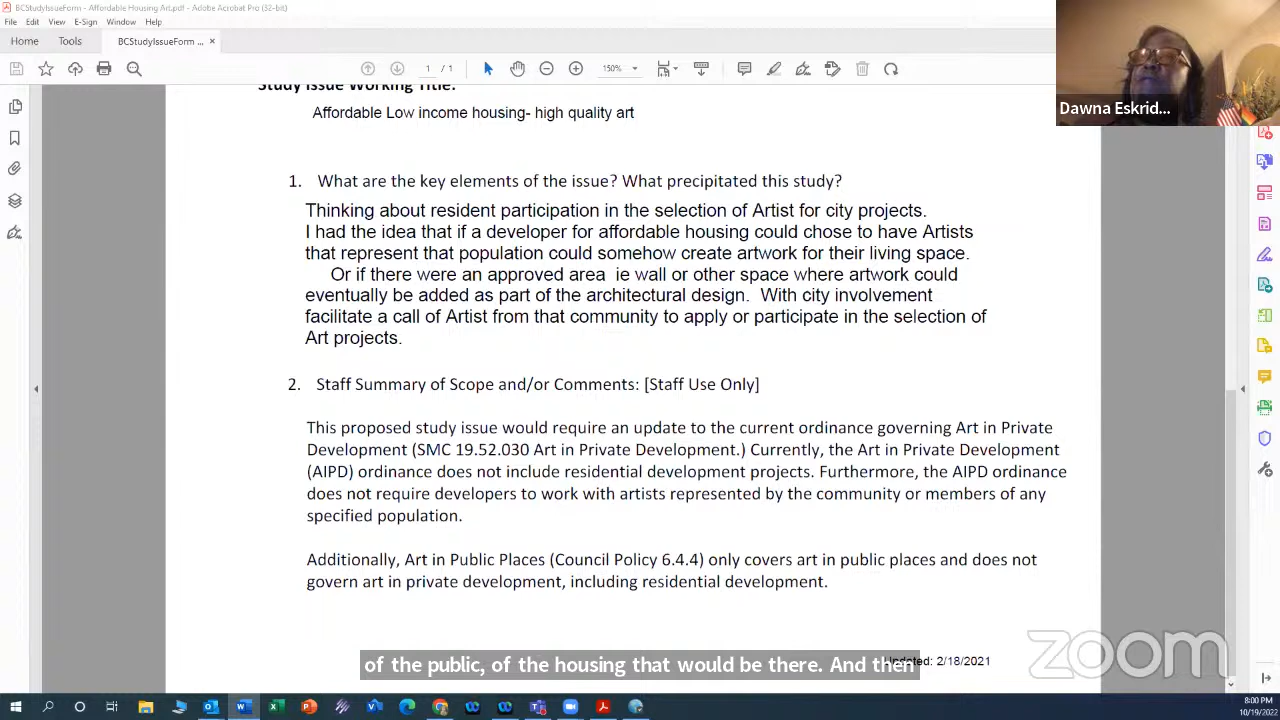 BCStudyIssueForm - Affordable Housing Art.pdf - Adobe Acrobat Pro (32-bit)
File Edit View E-Sign Window Help
Home Tools BCStudyIssueForm ... ×
1 / 1 150%
Study Issue Working Title:
Affordable Low income housing- high quality art
Dawna Eskrid...
1. What are the key elements of the issue? What precipitated this study?
Thinking about resident participation in the selection of Artist for city projects.
I had the idea that if a developer for affordable housing could chose to have Artists
that represent that population could somehow create artwork for their living space.
Or if there were an approved area ie wall or other space where artwork could
eventually be added as part of the architectural design. With city involvement
facilitate a call of Artist from that community to apply or participate in the selection of
Art projects.
2. Staff Summary of Scope and/or Comments: [Staff Use Only]
This proposed study issue would require an update to the current ordinance governing Art in Private
Development (SMC 19.52.030 Art in Private Development.) Currently, the Art in Private Development
(AIPD) ordinance does not include residential development projects. Furthermore, the AIPD ordinance
does not require developers to work with artists represented by the community or members of any
specified population.
Additionally, Art in Public Places (Council Policy 6.4.4) only covers art in public places and does not
govern art in private development, including residential development.
zoom
Updated: 2/18/2021
of the public, of the housing that would be there. And then
8:00 PM
10/19/2022